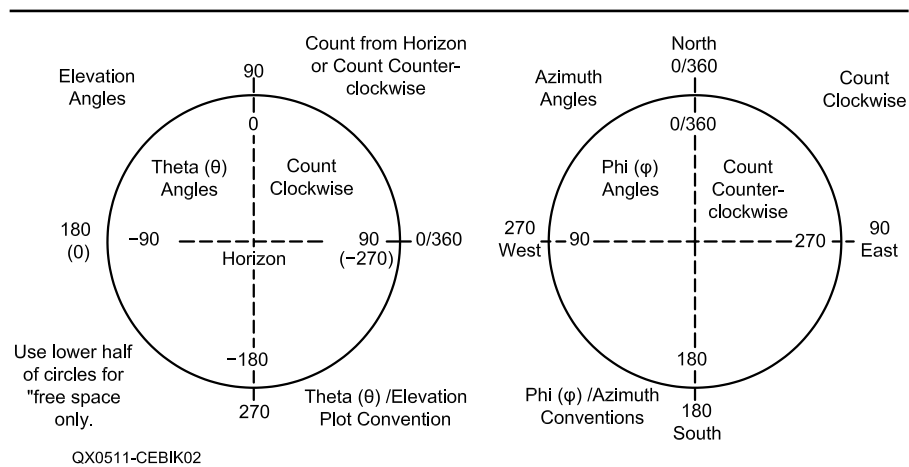 Elevation
Angles
90
Count from Horizon
or Count Counter-
clockwise
0
Theta (θ)
Angles
Count
Clockwise
180
(0)
−90
Horizon
90
(−270)
0/360
−180
270
Use lower half
of circles for
"free space
only.
Theta (θ) /Elevation
Plot Convention
North
0/360
Azimuth
Angles
Count
Clockwise
0/360
Phi (φ)
Angles
Count
Counter-
clockwise
270
West
90
270
90
East
180
Phi (φ) /Azimuth
Conventions
180
South
QX0511-CEBIK02